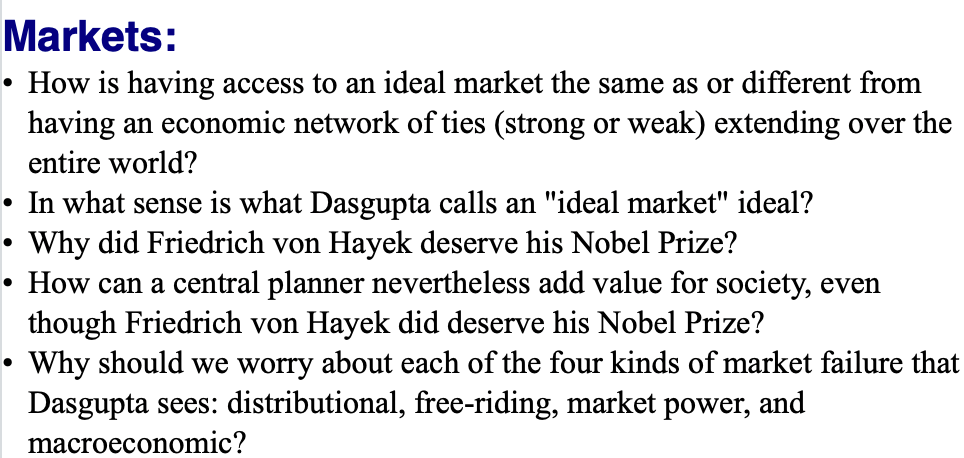 Markets:
• How is having access to an ideal market the same as or different from
having an economic network of ties (strong or weak) extending over the
entire world?
• In what sense is what Dasgupta calls an "ideal market" ideal?
• Why did Friedrich von Hayek deserve his Nobel Prize?
• How can a central planner nevertheless add value for society, even
though Friedrich von Hayek did deserve his Nobel Prize?
• Why should we worry about each of the four kinds of market failure that
Dasgupta sees: distributional, free-riding, market power, and
macroeconomic?